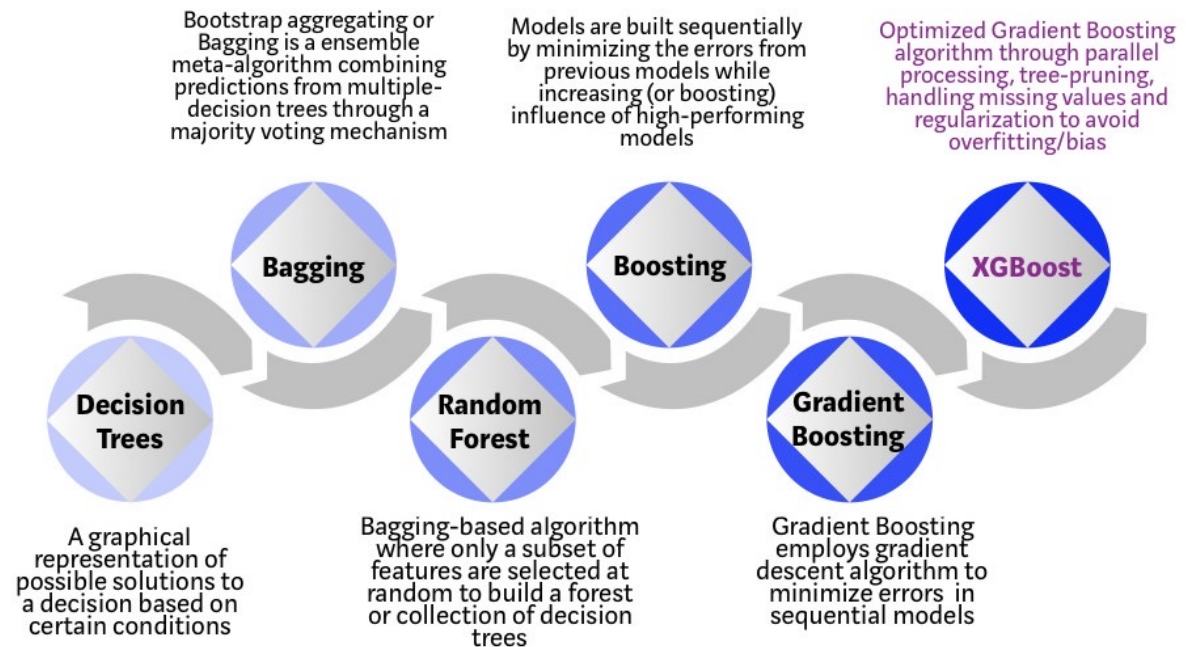 Bootstrap aggregating or
Bagging is a ensemble
meta-algorithm combining
predictions from multiple-
decision trees through a
majority voting mechanism
Models are built sequentially
by minimizing the errors from
previous models while
increasing (or boosting)
influence of high-performing
models
Optimized Gradient Boosting
algorithm through parallel
processing, tree-pruning,
handling missing values and
regularization to avoid
overfitting/bias
Bagging
Boosting
XGBoost
Decision
Trees
Random
Forest
Gradient
Boosting
A graphical
representation of
possible solutions to
a decision based on
certain conditions
Bagging-based algorithm
where only a subset of
features are selected at
random to build a forest
or collection of decision
trees
Gradient Boosting
employs gradient
descent algorithm to
minimize errors in
sequential models